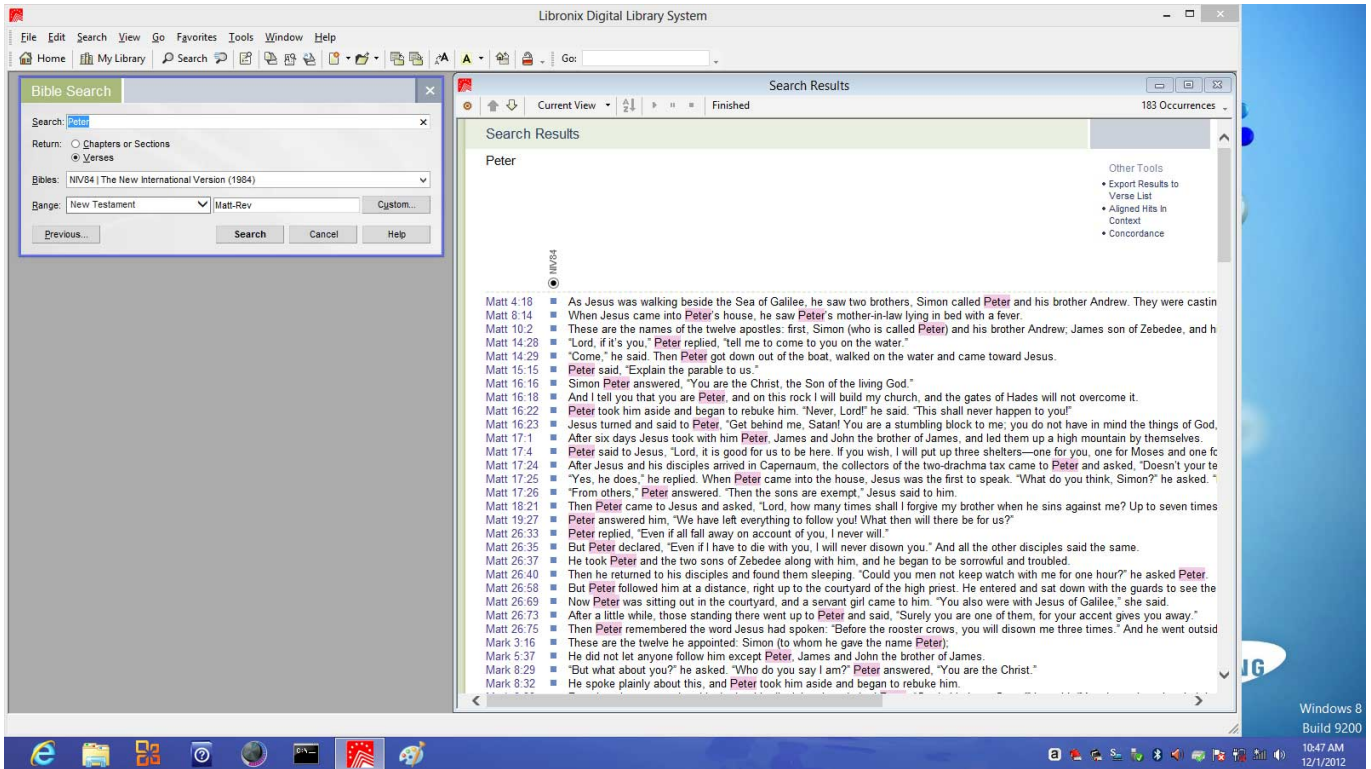 Libronix Digital Library System
File Edit Search View Go Favorites Tools Window Help
Home My Library Search Go:
Bible Search
Search: Peter
Return: Chapters or Sections
Verses
Bibles: NIV84 | The New International Version (1984)
Range: New Testament Matt-Rev Custom...
Previous... Search Cancel Help
Search Results
Current View Finished 183 Occurrences
Search Results
Peter
Other Tools
• Export Results to
Verse List
• Aligned Hits In
Context
• Concordance
NIV84
Matt 4:18 As Jesus was walking beside the Sea of Galilee, he saw two brothers, Simon called Peter and his brother Andrew. They were castin
Matt 8:14 When Jesus came into Peter’s house, he saw Peter’s mother-in-law lying in bed with a fever.
Matt 10:2 These are the names of the twelve apostles: first, Simon (who is called Peter) and his brother Andrew; James son of Zebedee, and h
Matt 14:28 “Lord, if it’s you,” Peter replied, “tell me to come to you on the water.”
Matt 14:29 “Come,” he said. Then Peter got down out of the boat, walked on the water and came toward Jesus.
Matt 15:15 Peter said, “Explain the parable to us.”
Matt 16:16 Simon Peter answered, “You are the Christ, the Son of the living God.”
Matt 16:18 And I tell you that you are Peter, and on this rock I will build my church, and the gates of Hades will not overcome it.
Matt 16:22 Peter took him aside and began to rebuke him. “Never, Lord!” he said. “This shall never happen to you!”
Matt 16:23 Jesus turned and said to Peter, “Get behind me, Satan! You are a stumbling block to me; you do not have in mind the things of God,
Matt 17:1 After six days Jesus took with him Peter, James and John the brother of James, and led them up a high mountain by themselves.
Matt 17:4 Peter said to Jesus, “Lord, it is good for us to be here. If you wish, I will put up three shelters—one for you, one for Moses and one fo
Matt 17:24 After Jesus and his disciples arrived in Capernaum, the collectors of the two-drachma tax came to Peter and asked, “Doesn’t your te
Matt 17:25 “Yes, he does,” he replied. When Peter came into the house, Jesus was the first to speak. “What do you think, Simon?” he asked. “
Matt 17:26 “From others,” Peter answered. “Then the sons are exempt,” Jesus said to him.
Matt 18:21 Then Peter came to Jesus and asked, “Lord, how many times shall I forgive my brother when he sins against me? Up to seven times
Matt 19:27 Peter answered him, “We have left everything to follow you! What then will there be for us?”
Matt 26:33 Peter replied, “Even if all fall away on account of you, I never will.”
Matt 26:35 But Peter declared, “Even if I have to die with you, I will never disown you.” And all the other disciples said the same.
Matt 26:37 He took Peter and the two sons of Zebedee along with him, and he began to be sorrowful and troubled.
Matt 26:40 Then he returned to his disciples and found them sleeping. “Could you men not keep watch with me for one hour?” he asked Peter.
Matt 26:58 But Peter followed him at a distance, right up to the courtyard of the high priest. He entered and sat down with the guards to see the
Matt 26:69 Now Peter was sitting out in the courtyard, and a servant girl came to him. “You also were with Jesus of Galilee,” she said.
Matt 26:73 After a little while, those standing there went up to Peter and said, “Surely you are one of them, for your accent gives you away.”
Matt 26:75 Then Peter remembered the word Jesus had spoken: “Before the rooster crows, you will disown me three times.” And he went outsid
Mark 3:16 These are the twelve he appointed: Simon (to whom he gave the name Peter);
Mark 5:37 He did not let anyone follow him except Peter, James and John the brother of James.
Mark 8:29 “But what about you?” he asked. “Who do you say I am?” Peter answered, “You are the Christ.”
Mark 8:32 He spoke plainly about this, and Peter took him aside and began to rebuke him.
NG
Windows 8
Build 9200
10:47 AM
12/1/2012